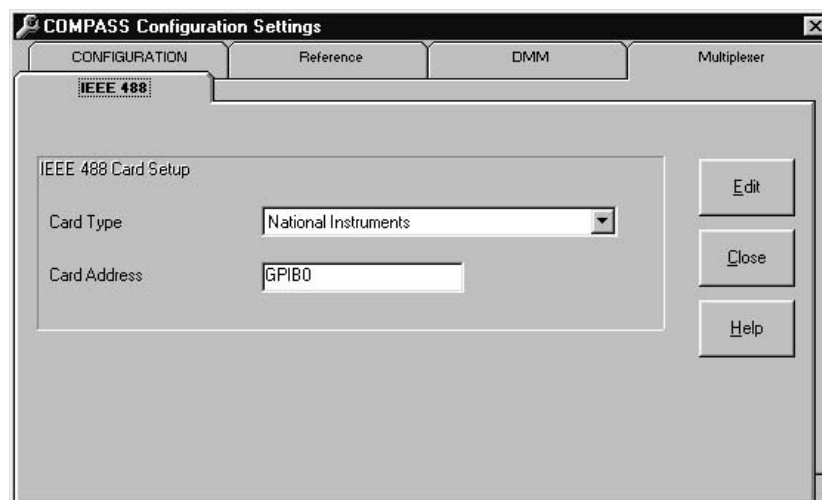 COMPASS Configuration Settings
CONFIGURATION Reference DMM Multiplexer
IEEE 488
IEEE 488 Card Setup
Card Type National Instruments
Card Address GPIB0
Edit
Close
Help